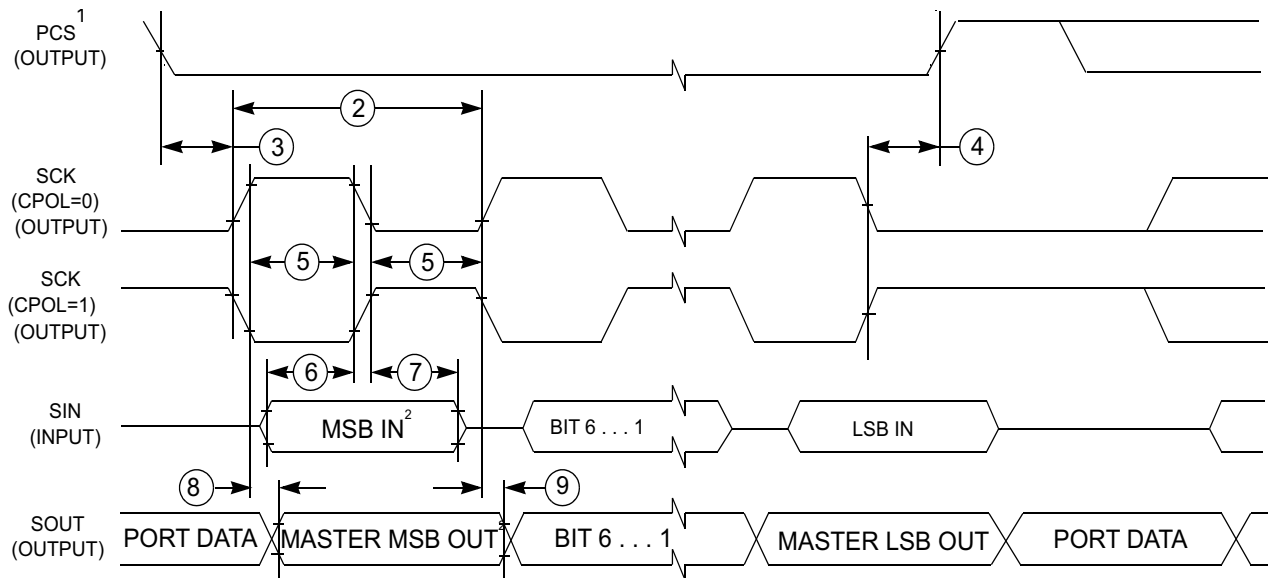 PCS1
(OUTPUT)
2
3
4
SCK
(CPOL=0)
(OUTPUT)
5
5
SCK
(CPOL=1)
(OUTPUT)
6
7
SIN
(INPUT)
MSB IN2
BIT 6 . . . 1
LSB IN
8
9
SOUT
(OUTPUT)
PORT DATA
MASTER MSB OUT2
BIT 6 . . . 1
MASTER LSB OUT
PORT DATA